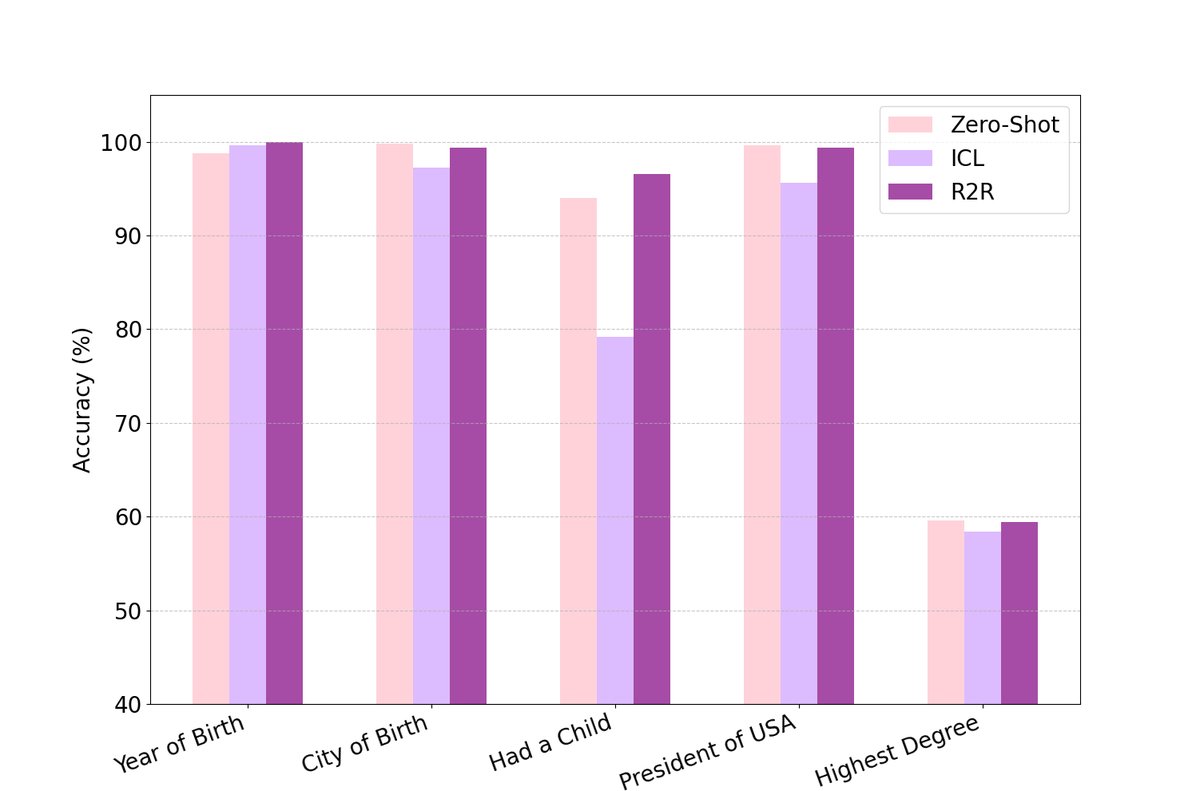 Zero-Shot
ICL
R2R
Accuracy (%)
100
90
80
70
60
50
40
Year of Birth
City of Birth
Had a Child
President of USA
Highest Degree